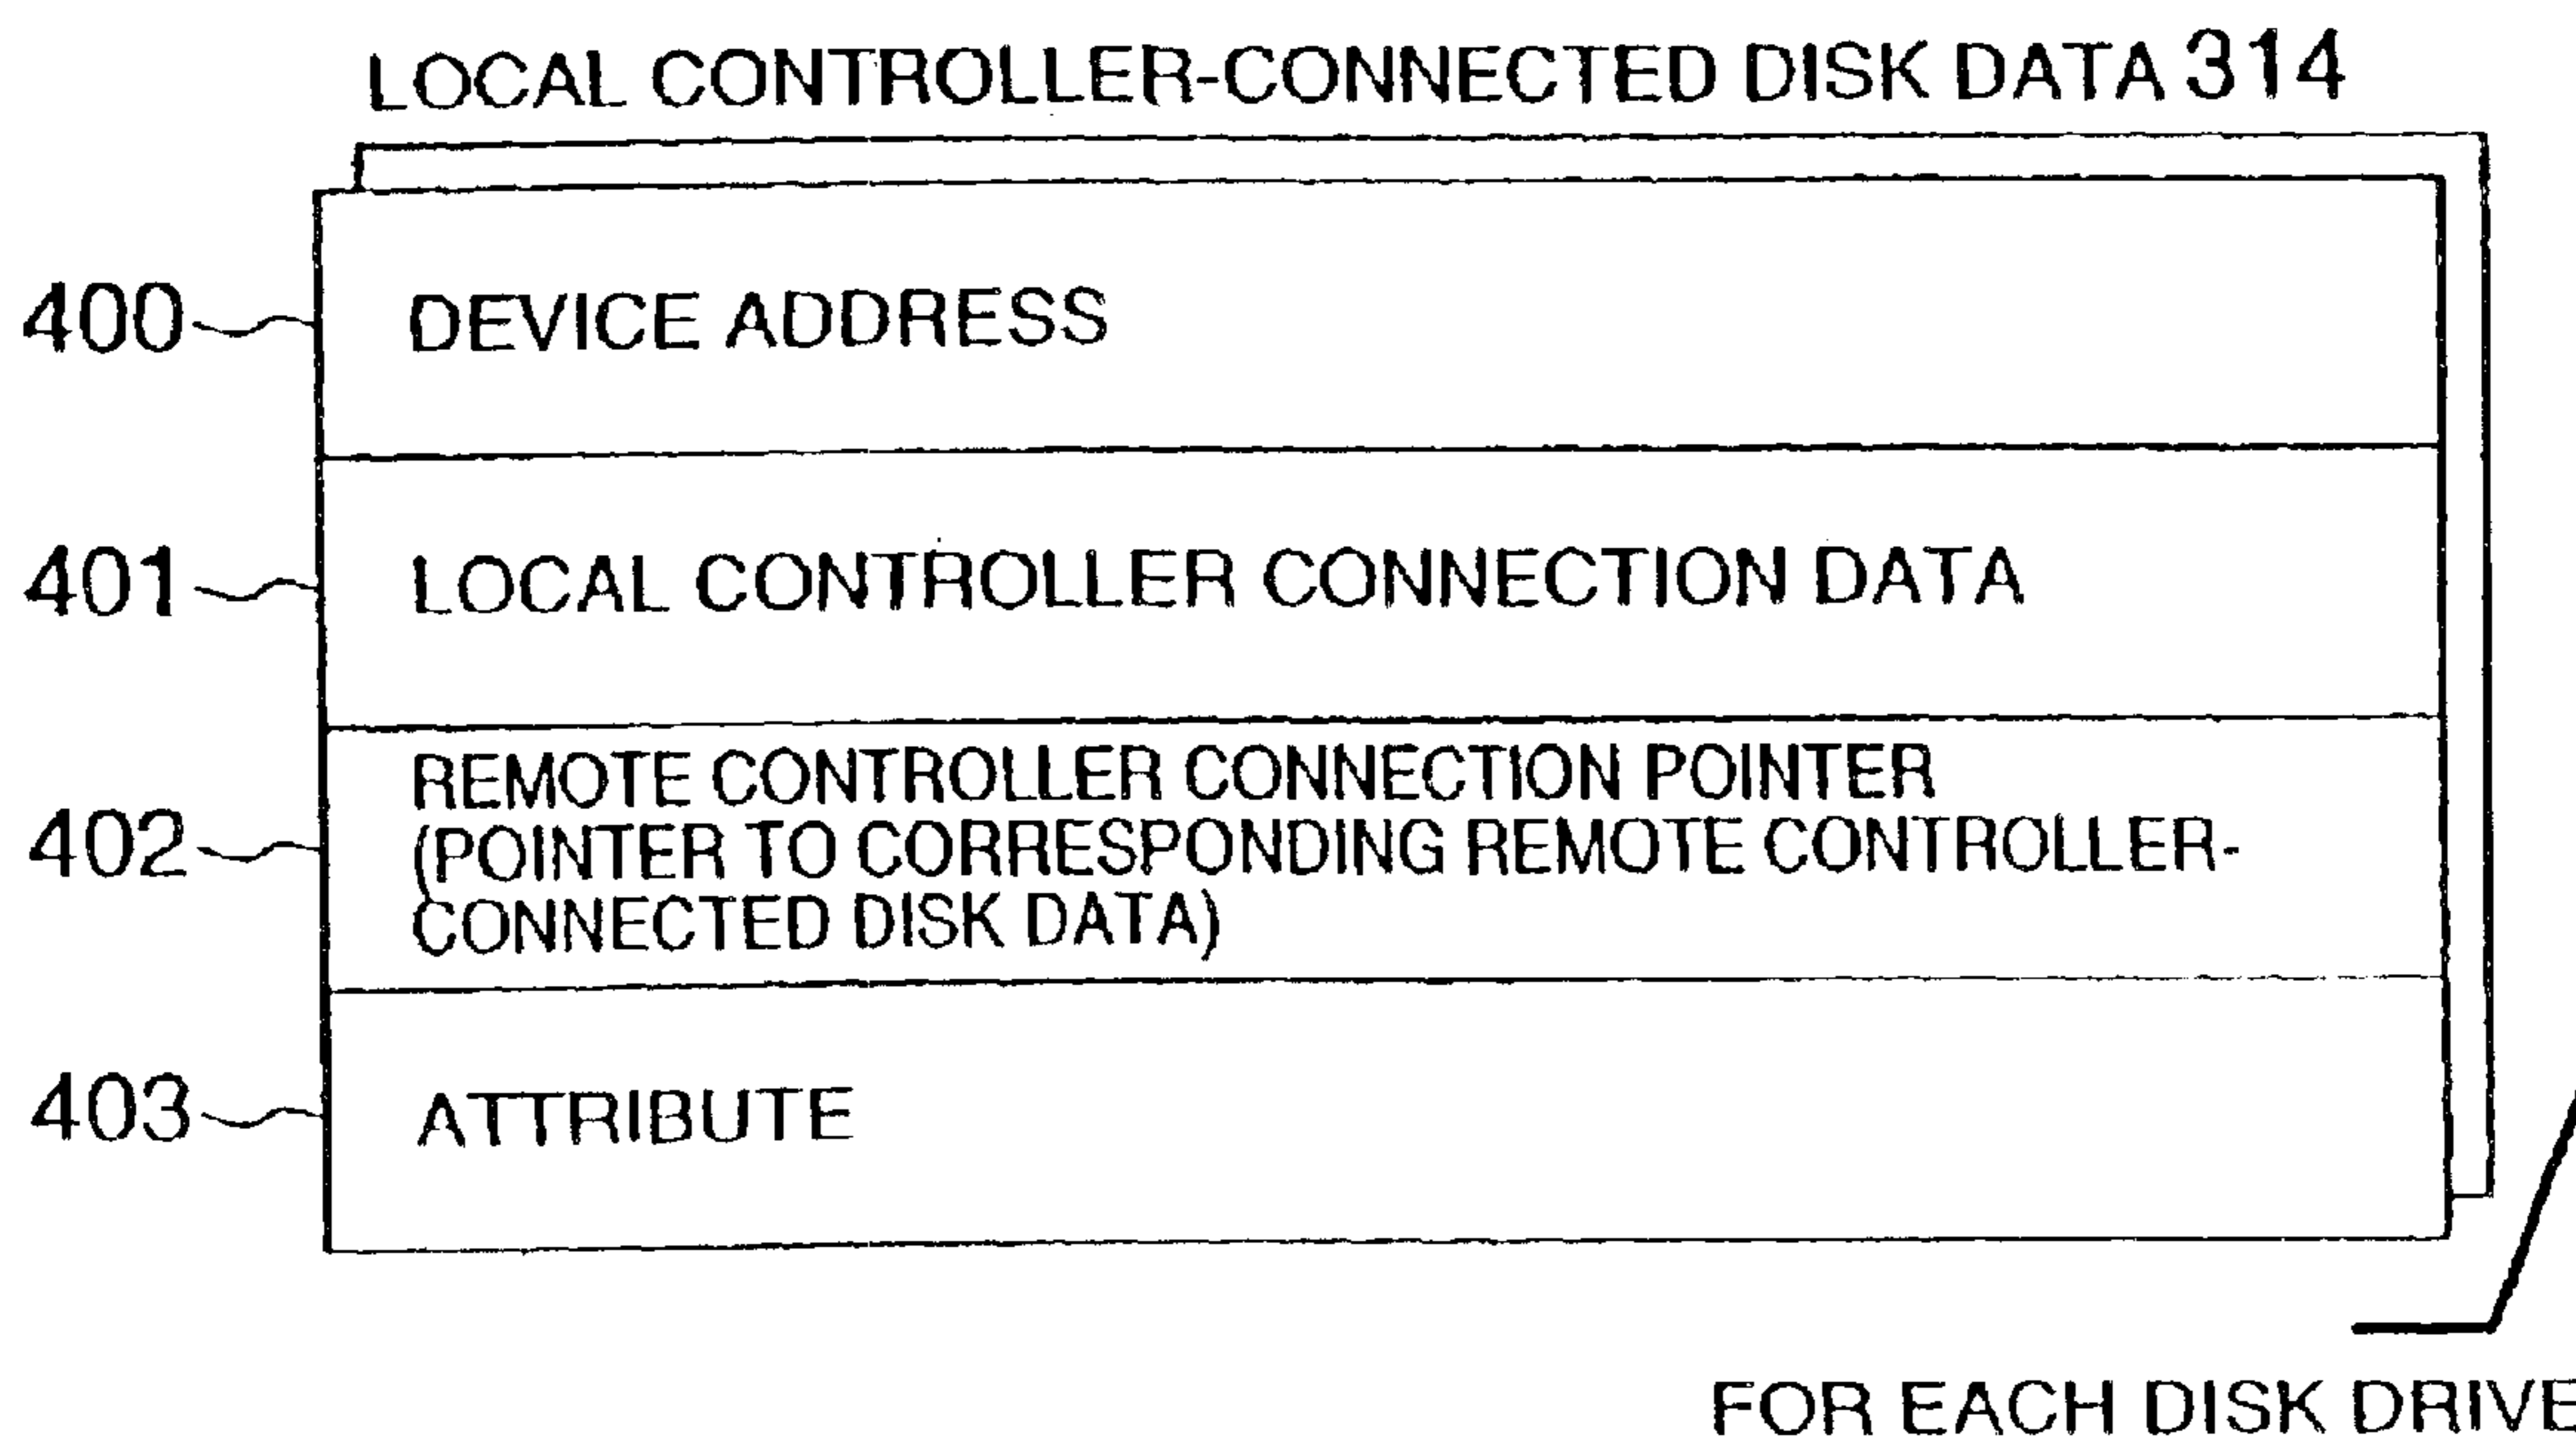 LOCAL CONTROLLER-CONNECTED DISK DATA 314
400 DEVICE ADDRESS
401 LOCAL CONTROLLER CONNECTION DATA
REMOTE CONTROLLER CONNECTION POINTER
402 (POINTER TO CORRESPONDING REMOTE CONTROLLER-
CONNECTED DISK DATA)
403 ATTRIBUTE
FOR EACH DISK DRIVE